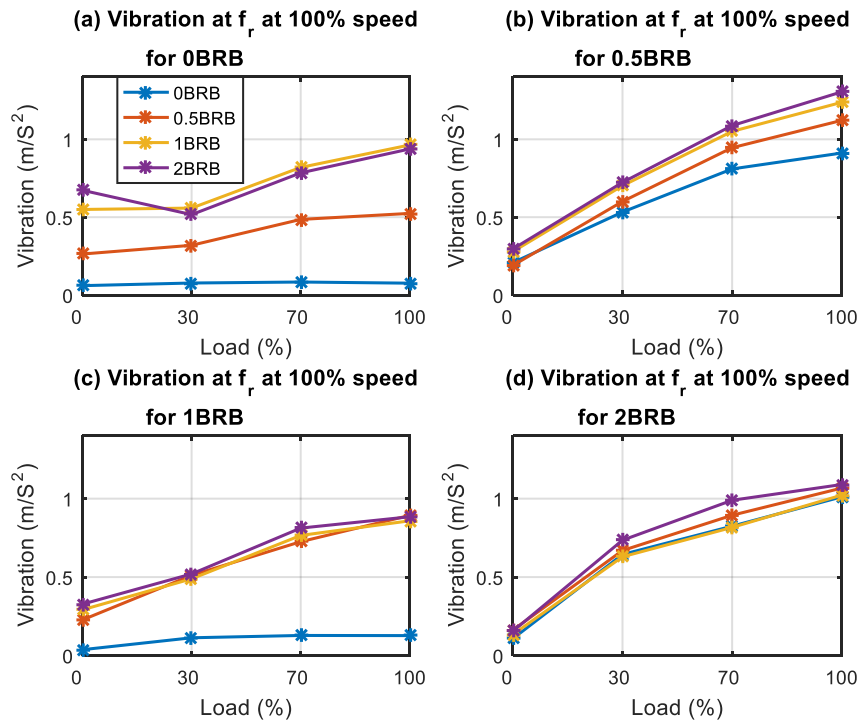 (a) Vibration at f_r at 100% speed
for 0BRB
Vibration (m/S^2)
1
0.5
0
0BRB
0.5BRB
1BRB
2BRB
0 30 70 100
Load (%)
(b) Vibration at f_r at 100% speed
for 0.5BRB
Vibration (m/S^2)
1
0.5
0
0 30 70 100
Load (%)
(c) Vibration at f_r at 100% speed
for 1BRB
Vibration (m/S^2)
1
0.5
0
0 30 70 100
Load (%)
(d) Vibration at f_r at 100% speed
for 2BRB
Vibration (m/S^2)
1
0.5
0
0 30 70 100
Load (%)